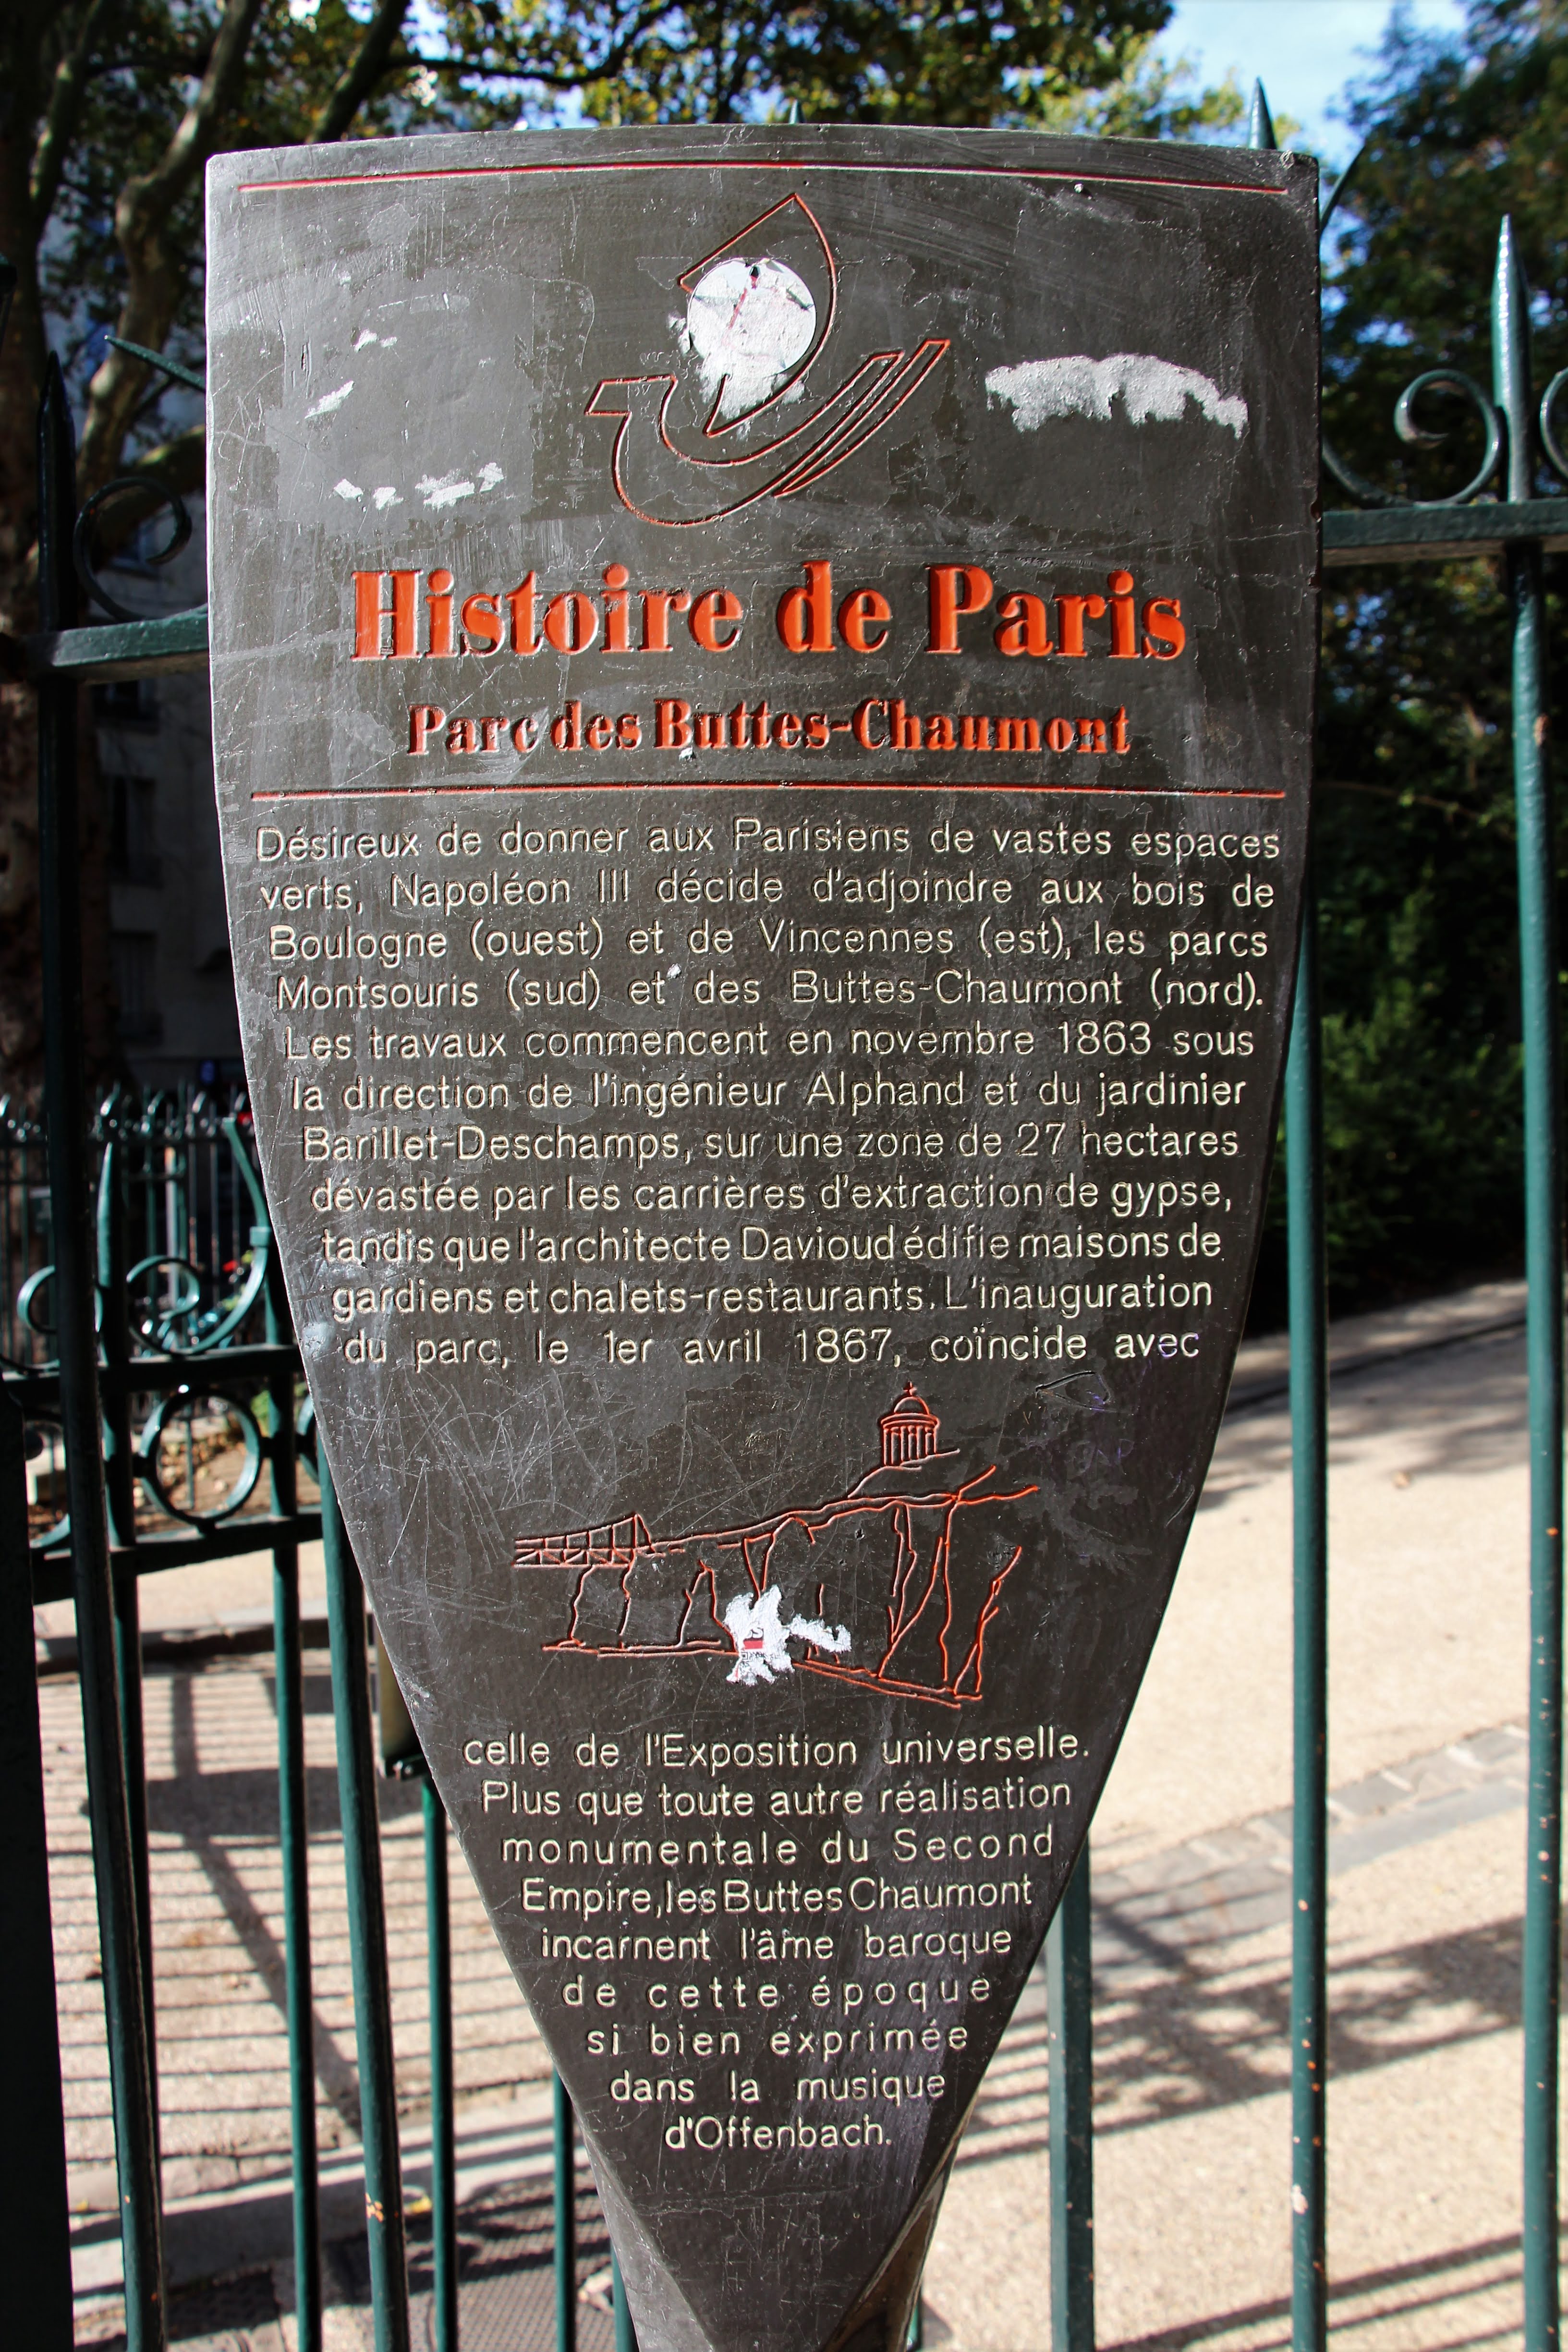 Histoire de Paris
Parc des Buttes-Chaumont
Désireux de donner aux Parisiens de vastes espaces
verts, Napoléon III décide d'adjoindre aux bois de
Boulogne (ouest) et de Vincennes (est), les parcs
Montsouris (sud) et des Buttes-Chaumont (nord).
Les travaux commencent en novembre 1863 sous
la direction de l'ingénieur Alphand et du jardinier
Barillet-Deschamps, sur une zone de 27 hectares
dévastée par les carrières d'extraction de gypse,
tandis que l'architecte Davioud édifie maisons de
gardiens et chalets-restaurants. L'inauguration
du parc, le 1er avril 1867, coïncide avec
celle de l'Exposition universelle.
Plus que toute autre réalisation
monumentale du Second
Empire, les Buttes Chaumont
incarnent l'âme baroque
de cette époque
si bien exprimée
dans la musique
d'Offenbach.